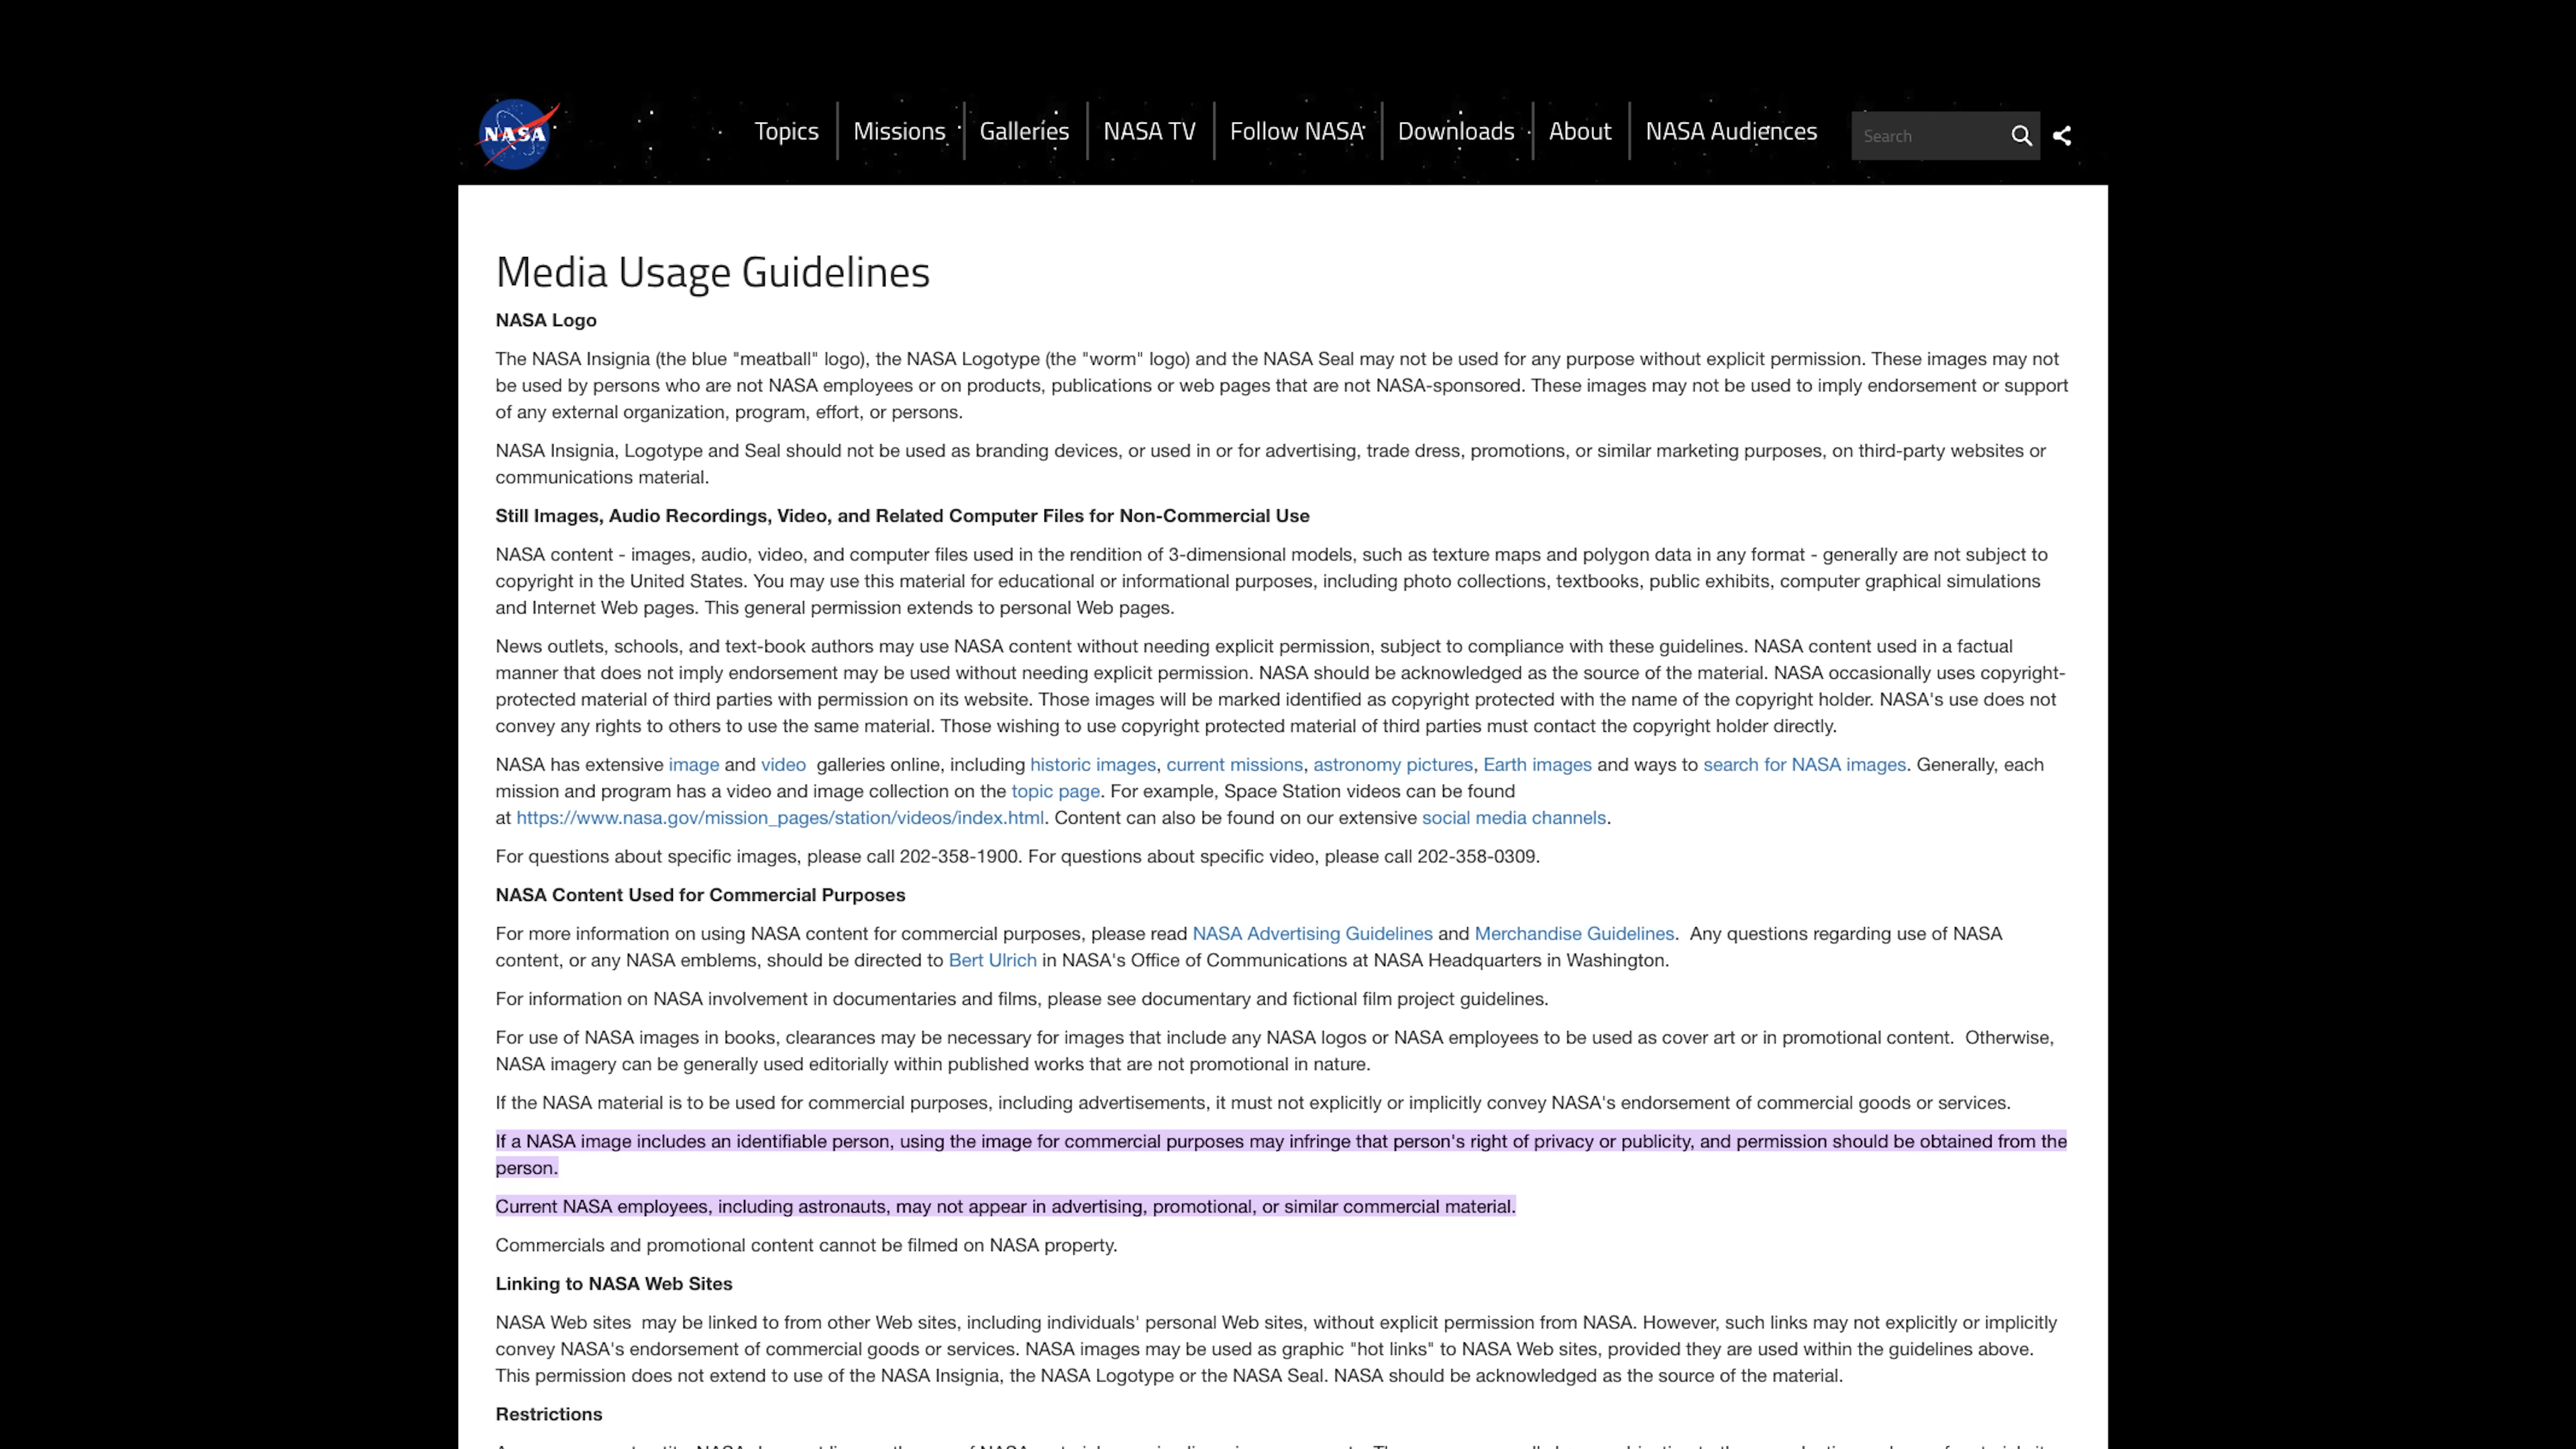 NASA
Topics
Missions
Galleries
NASA TV
Follow NASA
Downloads
About
NASA Audiences
Search
Media Usage Guidelines
NASA Logo
The NASA Insignia (the blue "meatball" logo), the NASA Logotype (the "worm" logo) and the NASA Seal may not be used for any purpose without explicit permission. These images may not
be used by persons who are not NASA employees or on products, publications or web pages that are not NASA-sponsored. These images may not be used to imply endorsement or support
of any external organization, program, effort, or persons.
NASA Insignia, Logotype and Seal should not be used as branding devices, or used in or for advertising, trade dress, promotions, or similar marketing purposes, on third-party websites or
communications material.
Still Images, Audio Recordings, Video, and Related Computer Files for Non-Commercial Use
NASA content - images, audio, video, and computer files used in the rendition of 3-dimensional models, such as texture maps and polygon data in any format - generally are not subject to
copyright in the United States. You may use this material for educational or informational purposes, including photo collections, textbooks, public exhibits, computer graphical simulations
and Internet Web pages. This general permission extends to personal Web pages.
News outlets, schools, and text-book authors may use NASA content without needing explicit permission, subject to compliance with these guidelines. NASA content used in a factual
manner that does not imply endorsement may be used without needing explicit permission. NASA should be acknowledged as the source of the material. NASA occasionally uses copyright-
protected material of third parties with permission on its website. Those images will be marked identified as copyright protected with the name of the copyright holder. NASA's use does not
convey any rights to others to use the same material. Those wishing to use copyright protected material of third parties must contact the copyright holder directly.
NASA has extensive image and video galleries online, including historic images, current missions, astronomy pictures, Earth images and ways to search for NASA images. Generally, each
mission and program has a video and image collection on the topic page. For example, Space Station videos can be found
at https://www.nasa.gov/mission_pages/station/videos/index.html. Content can also be found on our extensive social media channels.
For questions about specific images, please call 202-358-1900. For questions about specific video, please call 202-358-0309.
NASA Content Used for Commercial Purposes
For more information on using NASA content for commercial purposes, please read NASA Advertising Guidelines and Merchandise Guidelines. Any questions regarding use of NASA
content, or any NASA emblems, should be directed to Bert Ulrich in NASA's Office of Communications at NASA Headquarters in Washington.
For information on NASA involvement in documentaries and films, please see documentary and fictional film project guidelines.
For use of NASA images in books, clearances may be necessary for images that include any NASA logos or NASA employees to be used as cover art or in promotional content. Otherwise,
NASA imagery can be generally used editorially within published works that are not promotional in nature.
If the NASA material is to be used for commercial purposes, including advertisements, it must not explicitly or implicitly convey NASA's endorsement of commercial goods or services.
If a NASA image includes an identifiable person, using the image for commercial purposes may infringe that person's right of privacy or publicity, and permission should be obtained from the
person.
Current NASA employees, including astronauts, may not appear in advertising, promotional, or similar commercial material.
Commercials and promotional content cannot be filmed on NASA property.
Linking to NASA Web Sites
NASA Web sites may be linked to from other Web sites, including individuals' personal Web sites, without explicit permission from NASA. However, such links may not explicitly or implicitly
convey NASA's endorsement of commercial goods or services. NASA images may be used as graphic "hot links" to NASA Web sites, provided they are used within the guidelines above.
This permission does not extend to use of the NASA Insignia, the NASA Logotype or the NASA Seal. NASA should be acknowledged as the source of the material.
Restrictions